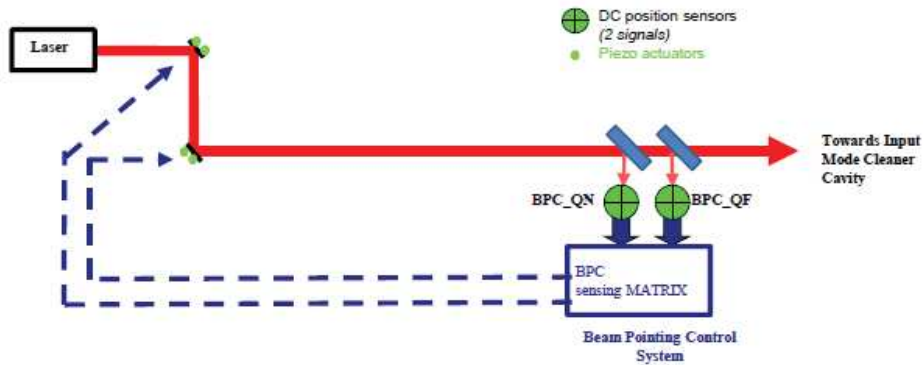 DC position sensors
(2 signals)
Piezo actuators
Laser
Towards Input
Mode Cleaner
Cavity
BPC_QN
BPC_QF
BPC
sensing MATRIX
Beam Pointing Control
System